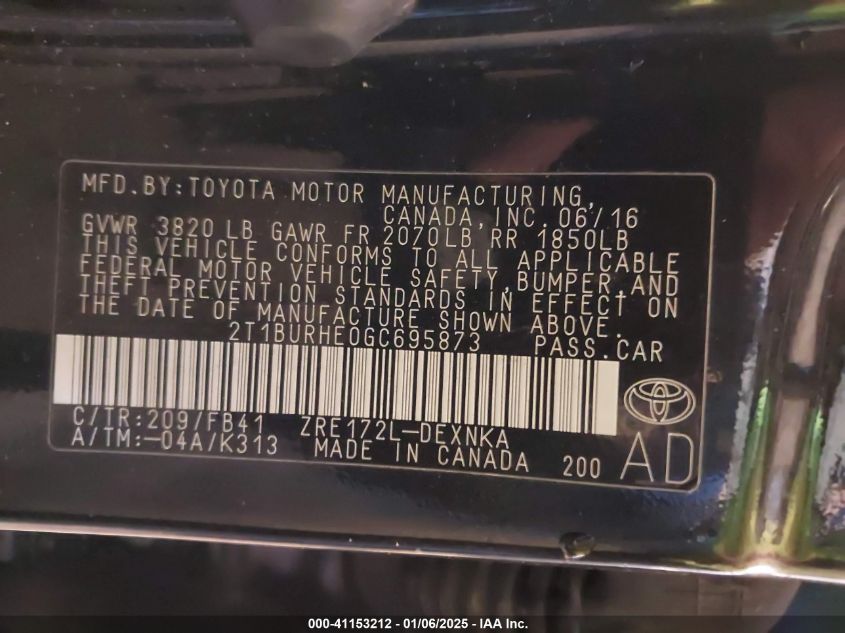 MFD.BY:TOYOTA MOTOR MANUFACTURING,
CANADA, INC. 06/16
GVWR 3820 LB GAWR FR 2070LB RR 1850LB
THIS VEHICLE CONFORMS TO ALL APPLICABLE
FEDERAL MOTOR VEHICLE SAFETY,BUMPER,AND
THEFT PREVENTION STANDARDS IN EFFECT ON
THE DATE OF MANUFACTURE SHOWN ABOVE.
2T1BURHE0GC695873 PASS.CAR
C/TR:209/FB41 ZRE172L-DEXNKA
A/TM:-04A/K313 MADE IN CANADA 200 AD
000-41153212 - 01/06/2025 - IAA Inc.